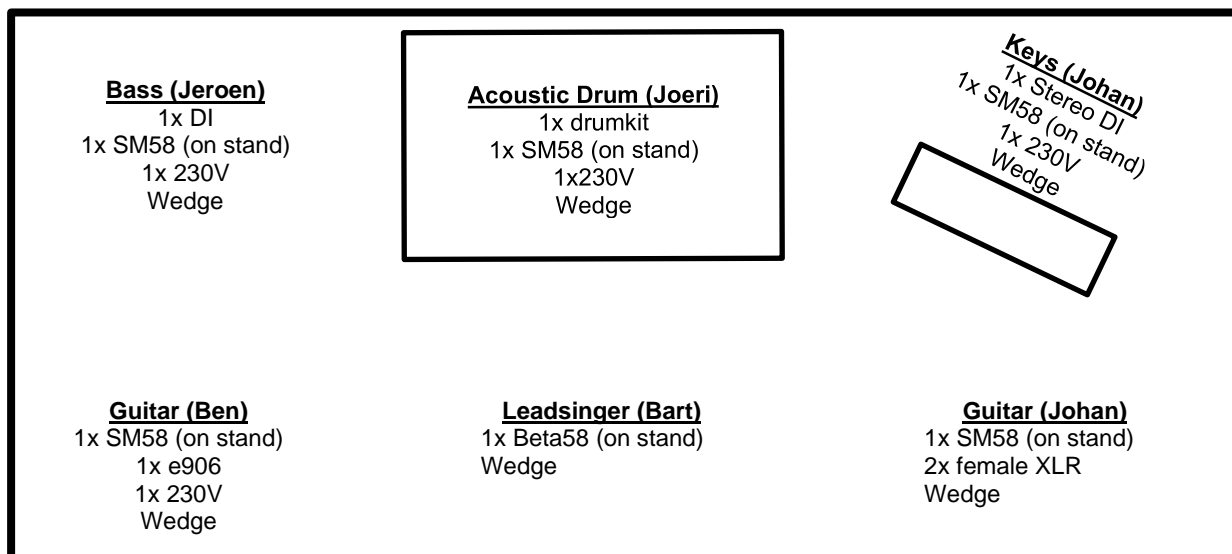 Bass (Jeroen)
1x DI
1x SM58 (on stand)
1x 230V
Wedge
Acoustic Drum (Joeri)
1x drumkit
1x SM58 (on stand)
1x230V
Wedge
Keys (Johan)
1x Stereo DI
1x SM58 (on stand)
1x 230V
Wedge
Guitar (Ben)
1x SM58 (on stand)
1x e906
1x 230V
Wedge
Leadsinger (Bart)
1x Beta58 (on stand)
Wedge
Guitar (Johan)
1x SM58 (on stand)
2x female XLR
Wedge